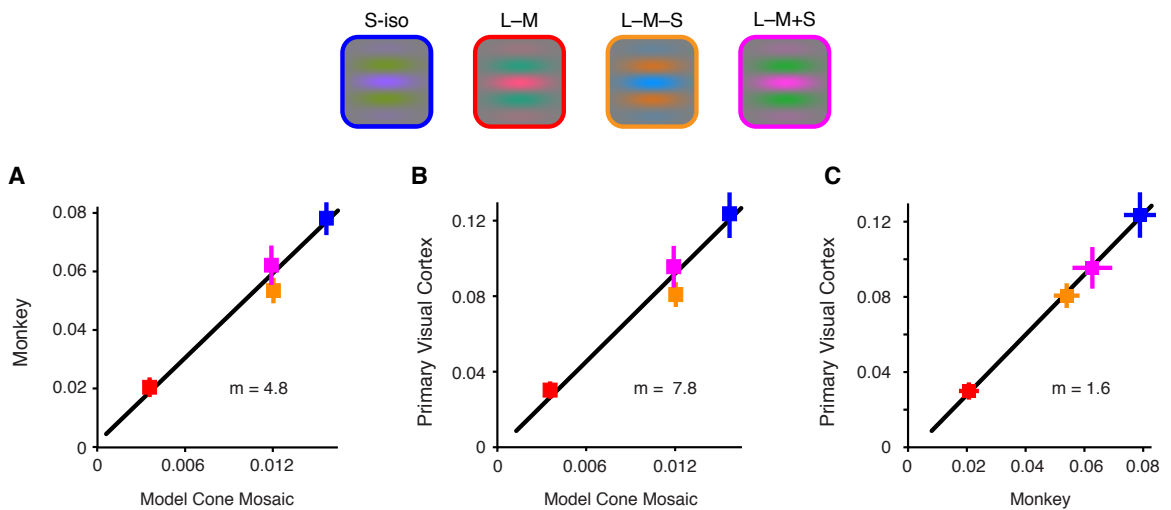 S-iso
L–M
L–M–S
L–M+S
A
Monkey
0.08
0.06
0.04
0.02
0
m = 4.8
0
0.006
0.012
Model Cone Mosaic
B
Primary Visual Cortex
0.12
0.08
0.04
0
m = 7.8
0
0.006
0.012
Model Cone Mosaic
C
Primary Visual Cortex
0.12
0.08
0.04
0
m = 1.6
0
0.02
0.04
0.06
0.08
Monkey